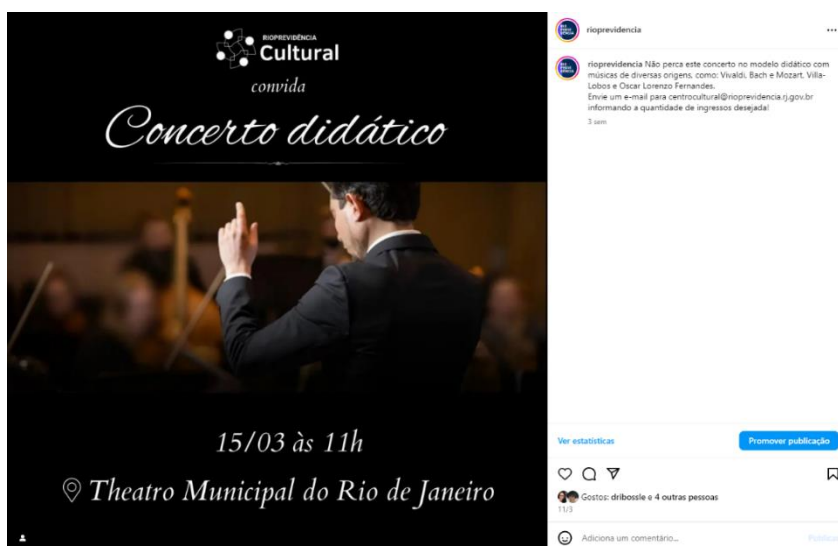 RIOPREVIDÊNCIA
Cultural
convida
Concerto didático
15/03 às 11h
Theatro Municipal do Rio de Janeiro
rioprevidencia
rioprevidencia Não perca este concerto no modelo didático com
músicas de diversas origens, como: Vivaldi, Bach e Mozart, Villa-
Lobos e Oscar Lorenzo Fernandes.
Envie um e-mail para centrocultural@rioprevidencia.rj.gov.br
informando a quantidade de ingressos desejada!
3 sem
Ver estatísticas
Promover publicação
Gostos: dribossle e 4 outras pessoas
11/3
Adiciona um comentário...